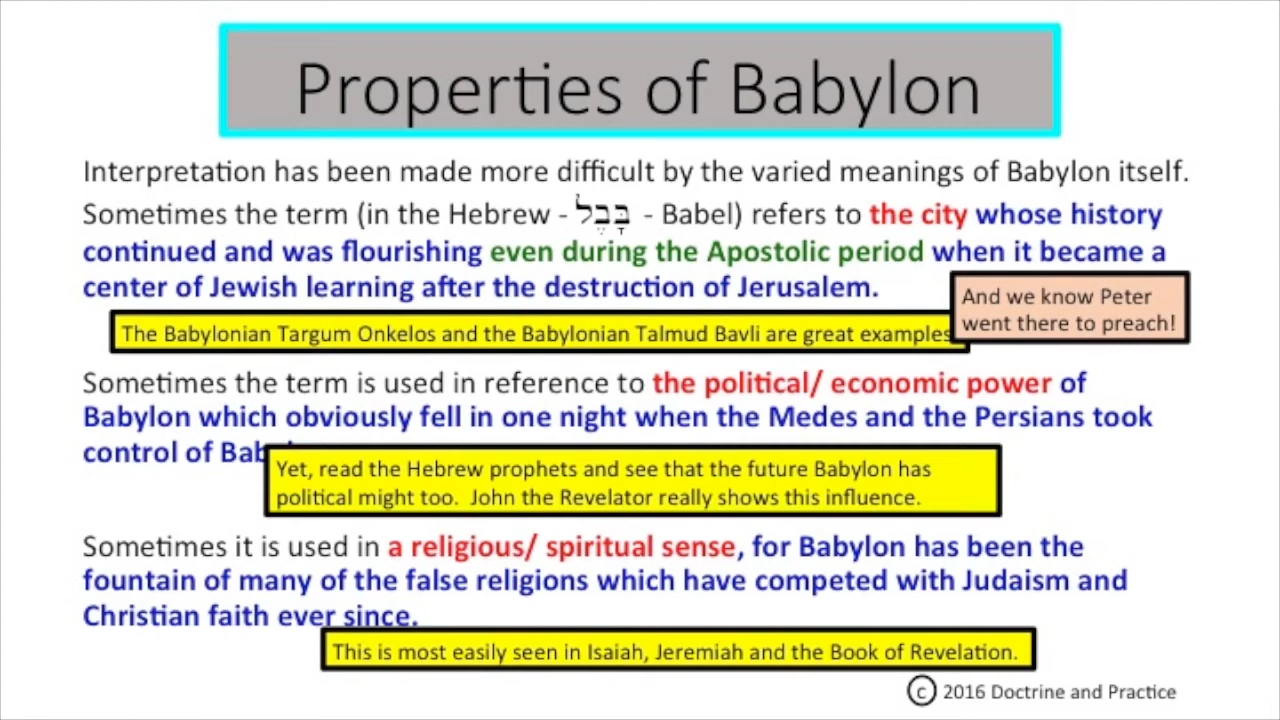 Properties of Babylon
Interpretation has been made more difficult by the varied meanings of Babylon itself.
Sometimes the term (in the Hebrew - בָּבֶל - Babel) refers to the city whose history
continued and was flourishing even during the Apostolic period when it became a
center of Jewish learning after the destruction of Jerusalem.
And we know Peter
went there to preach!
The Babylonian Targum Onkelos and the Babylonian Talmud Bavli are great examples
Sometimes the term is used in reference to the political/ economic power of
Babylon which obviously fell in one night when the Medes and the Persians took
control of
Yet, read the Hebrew prophets and see that the future Babylon has
political might too. John the Revelator really shows this influence.
Sometimes it is used in a religious/ spiritual sense, for Babylon has been the
fountain of many of the false religions which have competed with Judaism and
Christian faith ever since.
This is most easily seen in Isaiah, Jeremiah and the Book of Revelation.
© 2016 Doctrine and Practice